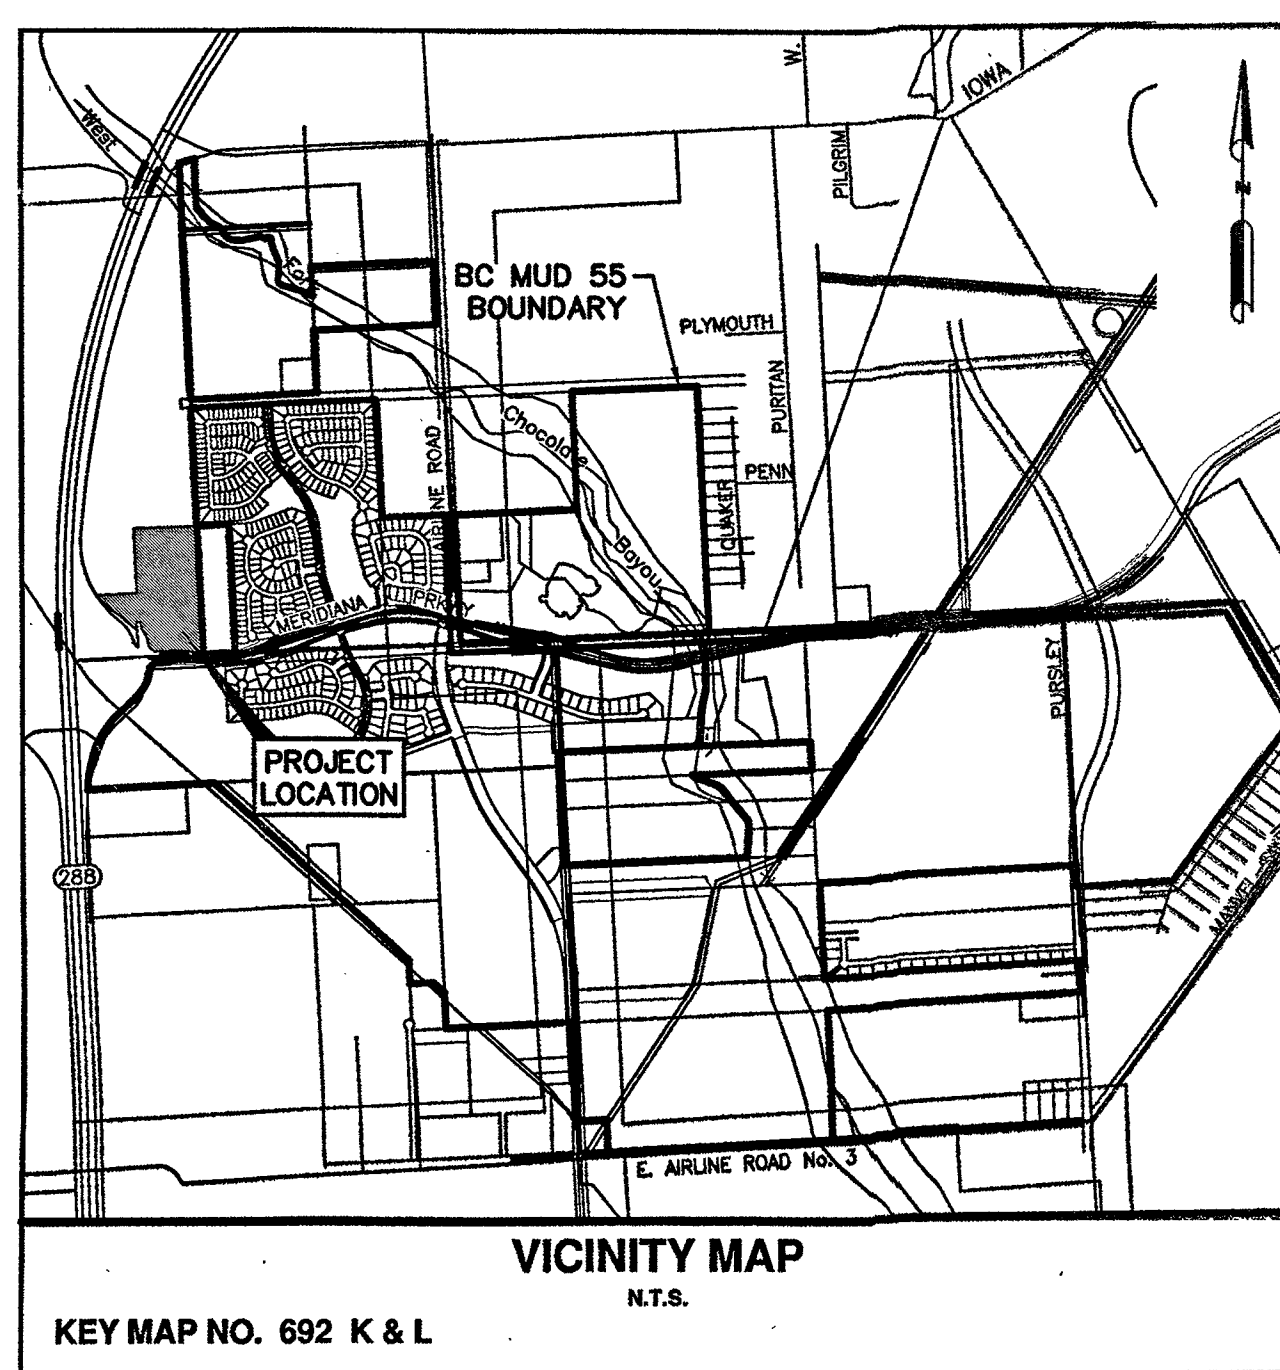 W.
IOWA
West
PILGRIM
N
For
BC MUD 55
BOUNDARY
PLYMOUTH
PURITAN
Chocolate
AIRLINE ROAD
PENN
QUAKER
Bayou
MERIDIANA PRKWY
PURSLEY
PROJECT
LOCATION
288
E. AIRLINE ROAD No. 3
VICINITY MAP
N.T.S.
KEY MAP NO. 692 K & L